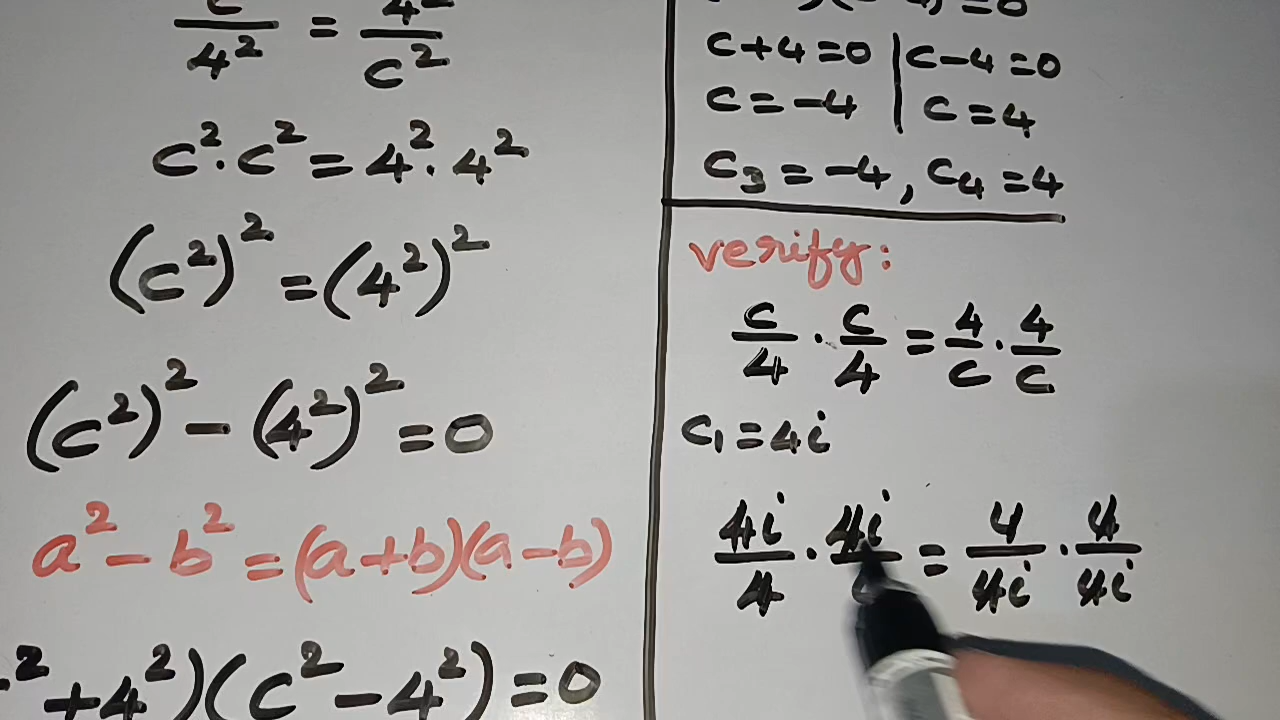 c²/4² = 4²/c²
c²·c² = 4²·4²
(c²)² = (4²)²
(c²)² - (4²)² = 0
a² - b² = (a+b)(a-b)
² + 4²)(c² - 4²) = 0
= 0
c+4=0 | c-4=0
c=-4 | c=4
c₃=-4, c₄=4
verify:
c/4 · c/4 = 4/c · 4/c
c₁=4i
4i/4 · 4i/ = 4/4i · 4/4i